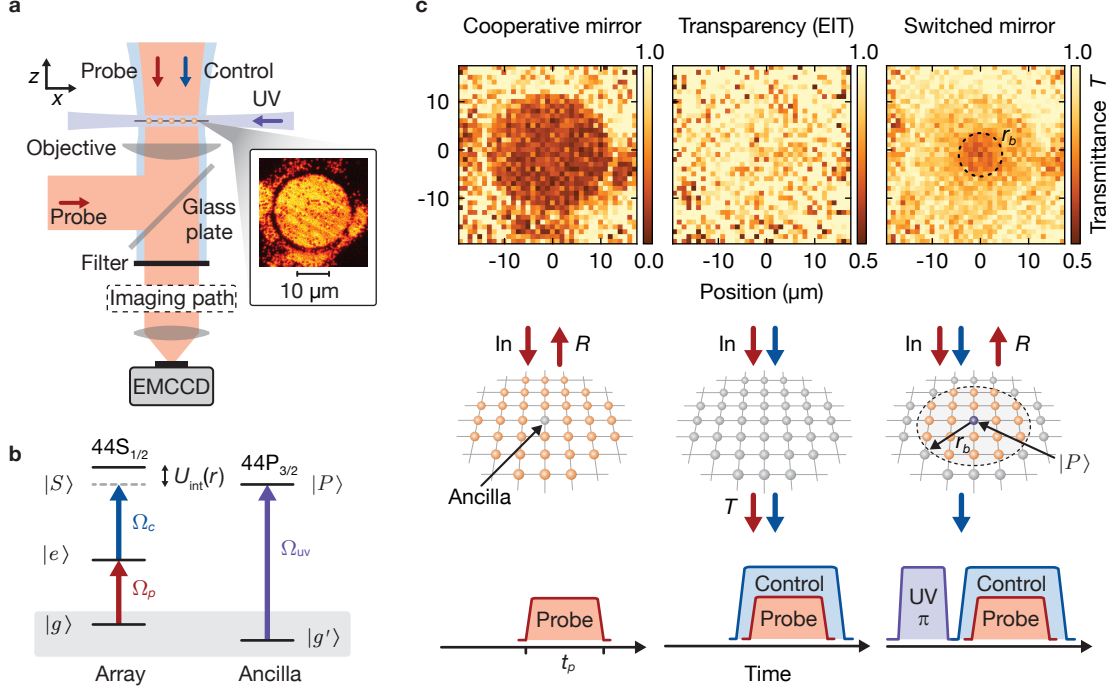 a
Probe
Control
z
x
UV
Objective
Probe
Glass
plate
Filter
10 µm
Imaging path
EMCCD
b
44S1/2
|S⟩
Uint(r)
44P3/2
|P⟩
Ωc
Ωuv
|e⟩
Ωp
|g⟩
|g′⟩
Array
Ancilla
c
Cooperative mirror
Transparency (EIT)
Switched mirror
1.0
1.0
1.0
10
0
-10
rb
Transmittance T
-10 0 10 0.0
-10 0 10 0.5
-10 0 10 0.5
Position (µm)
In
R
In
In
R
rb
Ancilla
|P⟩
T
Probe
Control
Probe
UV
π
Control
Probe
tp
Time